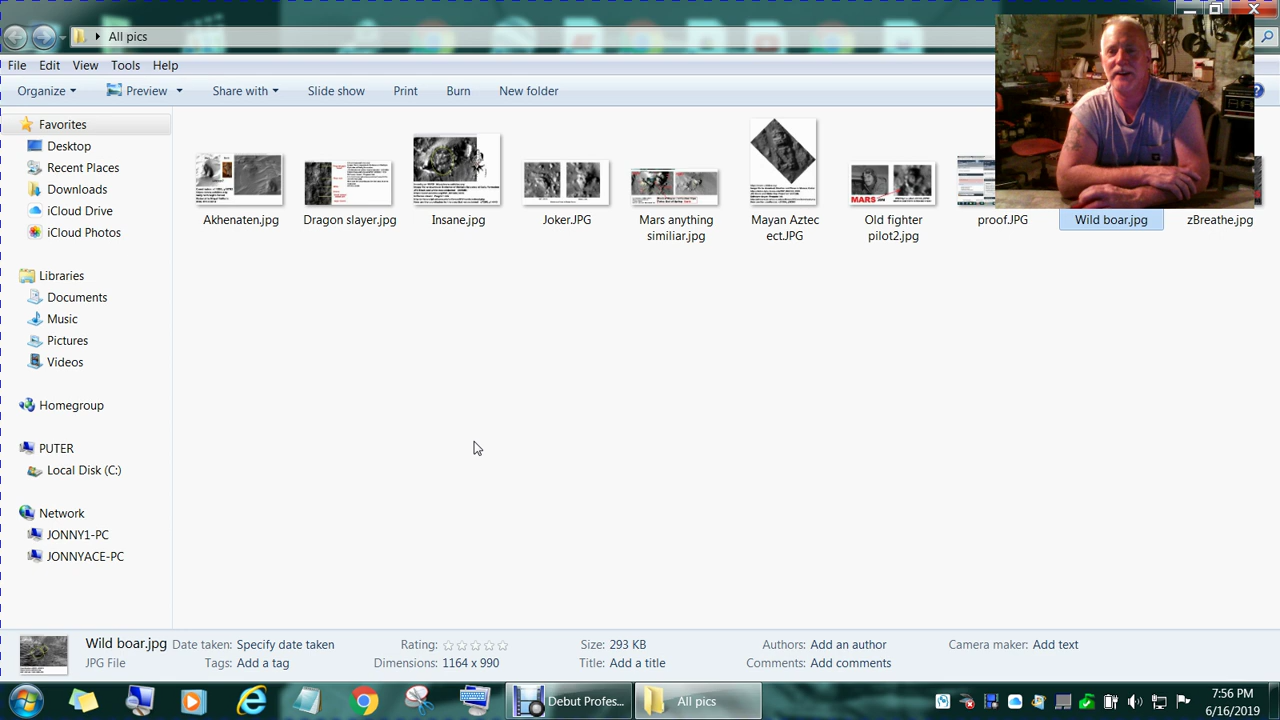 All pics
File Edit View Tools Help
Organize Preview Share with Slide show Print Burn New folder
Favorites
Desktop
Recent Places
Downloads
iCloud Drive
iCloud Photos
Libraries
Documents
Music
Pictures
Videos
Homegroup
PUTER
Local Disk (C:)
Network
JONNY1-PC
JONNYACE-PC
Akhenaten.jpg
Dragon slayer.jpg
Insane.jpg
Joker.JPG
Mars anything
similiar.jpg
Mayan Aztec
ect.JPG
Old fighter
pilot2.jpg
proof.JPG
Wild boar.jpg
zBreathe.jpg
MARS
Wild boar.jpg Date taken: Specify date taken Rating: Size: 293 KB Authors: Add an author Camera maker: Add text
JPG File Tags: Add a tag Dimensions: 1164 x 990 Title: Add a title Comments: Add comments
Debut Profes... All pics
7:56 PM
6/16/2019